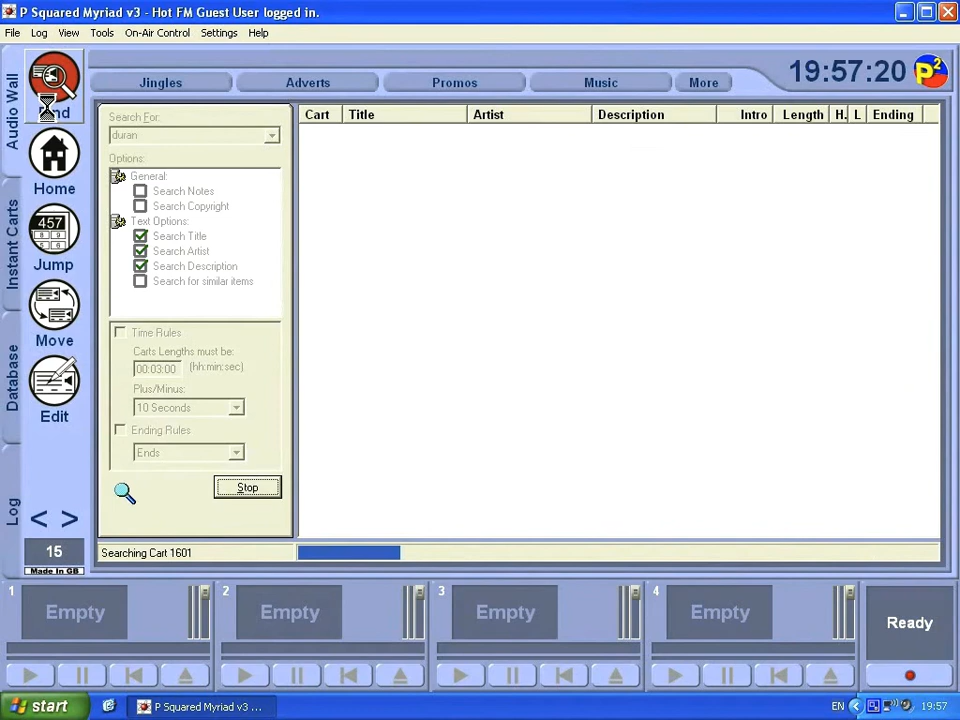 P Squared Myriad v3 - Hot FM Guest User logged in.
File Log View Tools On-Air Control Settings Help
Jingles Adverts Promos Music More 19:57:20 P2
Audio Wall
Instant Carts
Database
Log
Home
Jump
457
Move
Edit
< >
15
Made In GB
Search For:
duran
Options:
General:
Search Notes
Search Copyright
Text Options:
Search Title
Search Artist
Search Description
Search for similar items
Time Rules
Carts Lengths must be:
00:03:00 (hh:min:sec)
Plus/Minus:
10 Seconds
Ending Rules
Ends
Stop
Searching Cart 1601
Cart Title Artist Description Intro Length H. L Ending
1 Empty 2 Empty 3 Empty 4 Empty Ready
start P Squared Myriad v3 ... EN 19:57